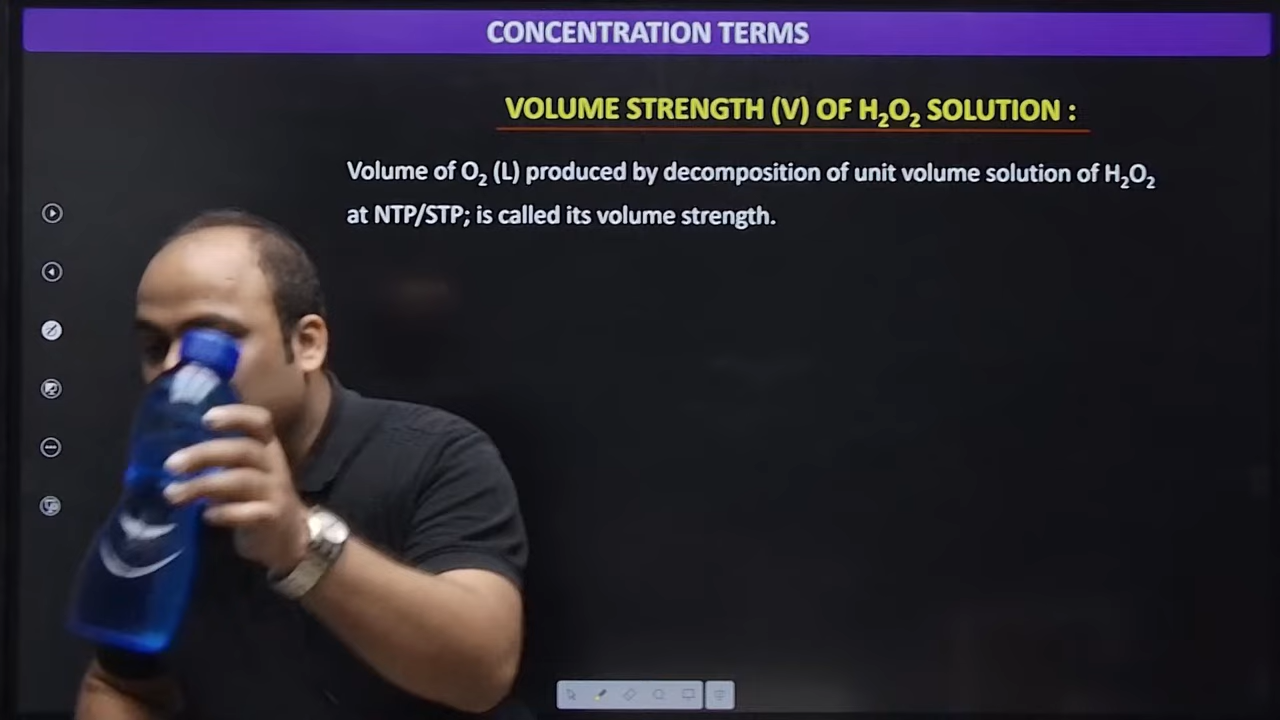 CONCENTRATION TERMS
VOLUME STRENGTH (V) OF H₂O₂ SOLUTION :
Volume of O₂ (L) produced by decomposition of unit volume solution of H₂O₂
at NTP/STP; is called its volume strength.